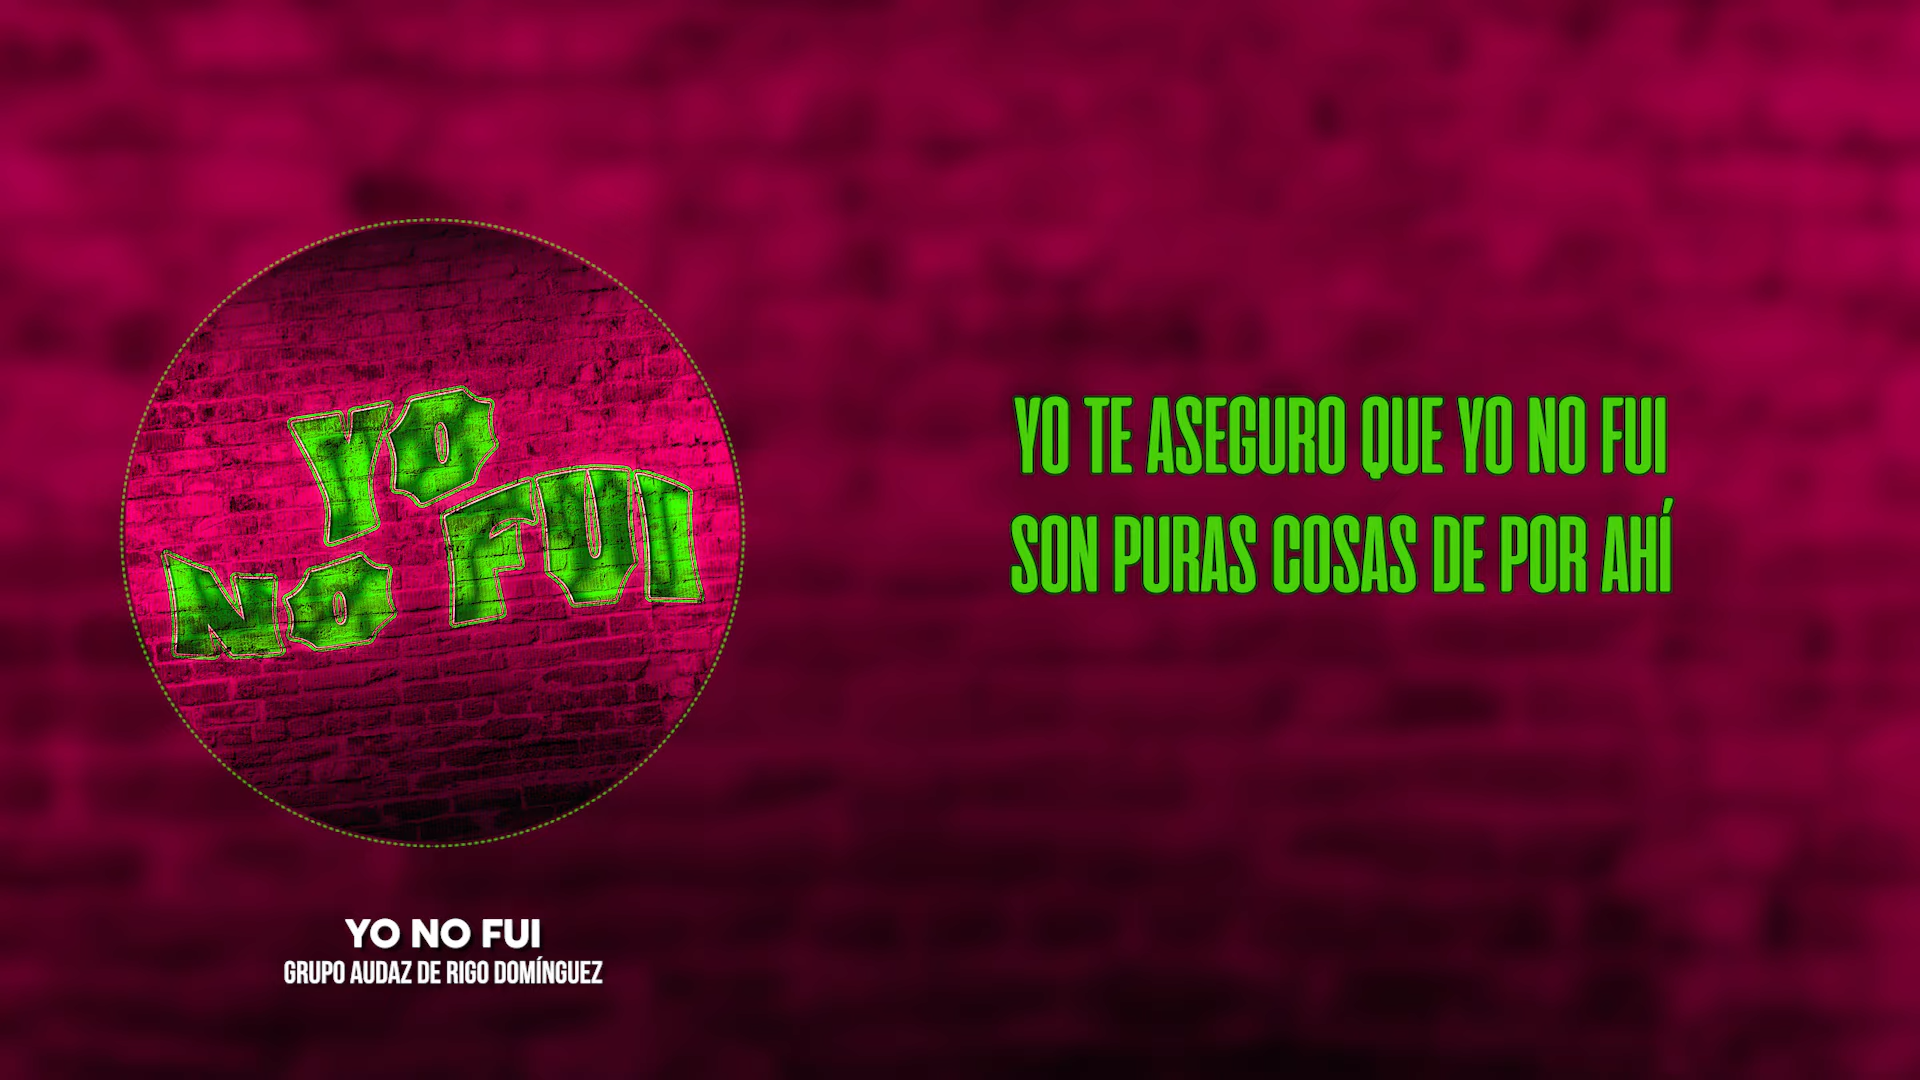 YO
NO FUI
YO NO FUI
GRUPO AUDAZ DE RIGO DOMÍNGUEZ
YO TE ASEGURO QUE YO NO FUI
SON PURAS COSAS DE POR AHÍ